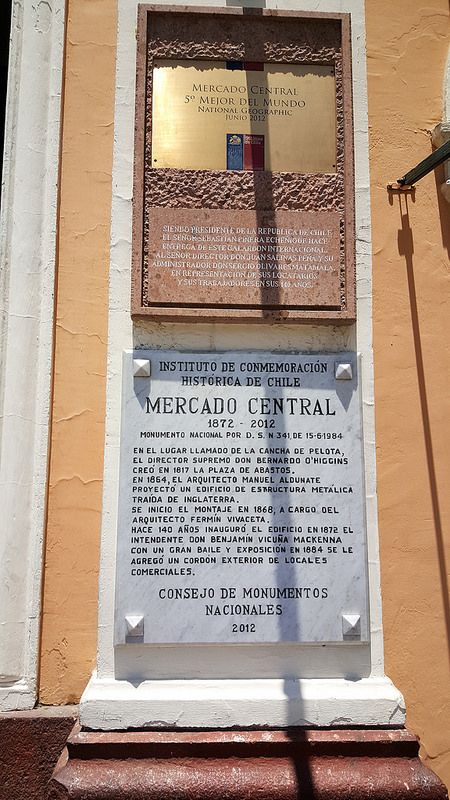 MERCADO CENTRAL
5º MEJOR DEL MUNDO
NATIONAL GEOGRAPHIC
JUNIO 2012
SIENDO PRESIDENTE DE LA REPUBLICA DE CHILE
EL SEÑOR SEBASTIAN PIÑERA ECHENIQUE HACE
ENTREGA DE ESTE GALARDON INTERNACIONAL
AL SEÑOR DIRECTOR DON JUAN SALINAS PEÑA Y SU
ADMINISTRADOR DON SERGIO OLIVARES MATAMALA,
EN REPRESENTACION DE SUS LOCATARIOS
Y SUS TRABAJADORES EN SUS 140 AÑOS.
INSTITUTO DE CONMEMORACIÓN
HISTÓRICA DE CHILE
MERCADO CENTRAL
1872 - 2012
MONUMENTO NACIONAL POR D. S. N 341, DE 15-6-1984
EN EL LUGAR LLAMADO DE LA CANCHA DE PELOTA,
EL DIRECTOR SUPREMO DON BERNARDO O'HIGGINS
CREÓ EN 1817 LA PLAZA DE ABASTOS.
EN 1864, EL ARQUITECTO MANUEL ALDUNATE
PROYECTÓ UN EDIFICIO DE ESTRUCTURA METÁLICA
TRAÍDA DE INGLATERRA.
SE INICIO EL MONTAJE EN 1868, A CARGO DEL
ARQUITECTO FERMÍN VIVACETA.
HACE 140 AÑOS INAUGURÓ EL EDIFICIO EN 1872 EL
INTENDENTE DON BENJAMÍN VICUÑA MACKENNA
CON UN GRAN BAILE Y EXPOSICIÓN EN 1884 SE LE
AGREGÓ UN CORDÓN EXTERIOR DE LOCALES
COMERCIALES.
CONSEJO DE MONUMENTOS
NACIONALES
2012